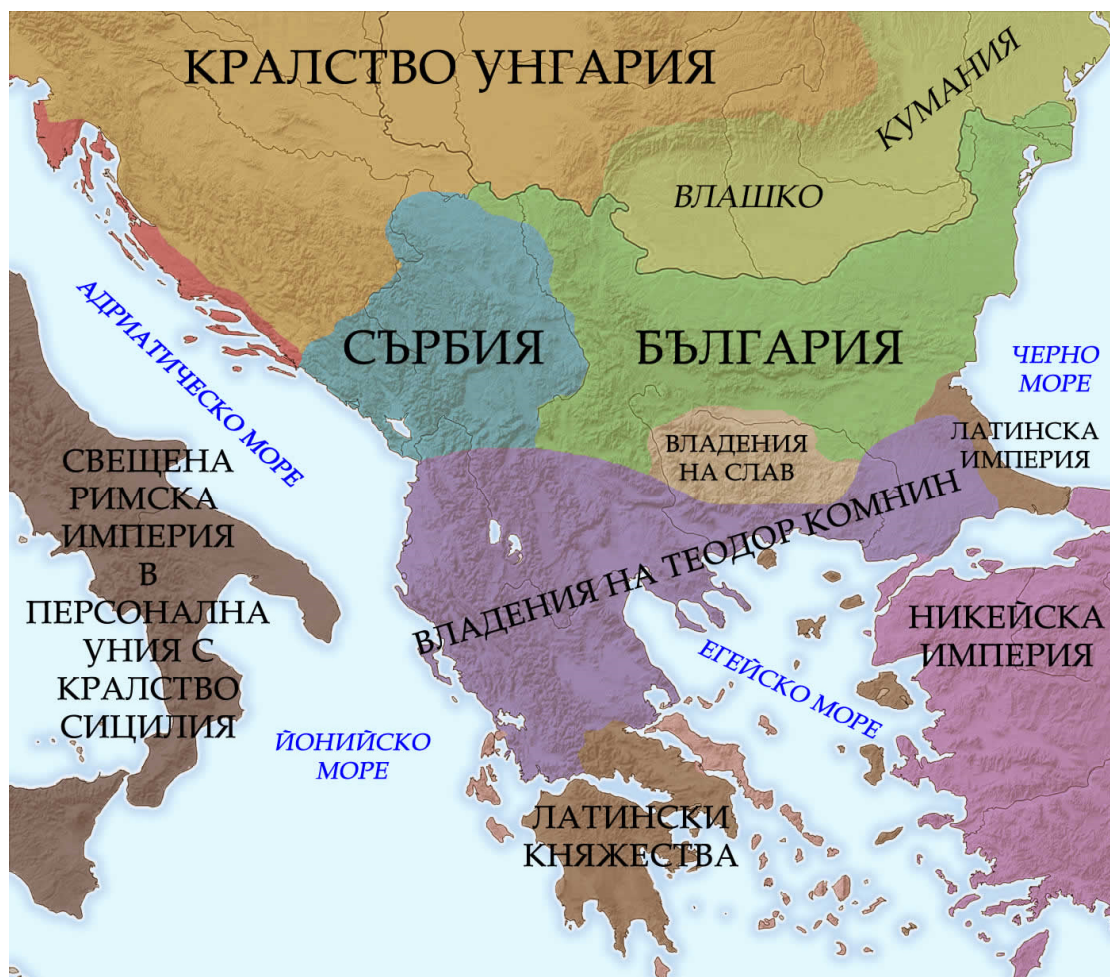 КРАЛСТВО УНГАРИЯ
КУМАНИЯ
ВЛАШКО
АДРИАТИЧЕСКО МОРЕ
СЪРБИЯ
БЪЛГАРИЯ
ЧЕРНО
МОРЕ
ВЛАДЕНИЯ
НА СЛАВ
ЛАТИНСКА
ИМПЕРИЯ
СВЕЩЕНА
РИМСКА
ИМПЕРИЯ
В
ПЕРСОНАЛНА
УНИЯ С
КРАЛСТВО
СИЦИЛИЯ
ВЛАДЕНИЯ НА ТЕОДОР КОМНИН
НИКЕЙСКА
ИМПЕРИЯ
ЕГЕЙСКО МОРЕ
ЙОНИЙСКО
МОРЕ
ЛАТИНСКИ
КНЯЖЕСТВА